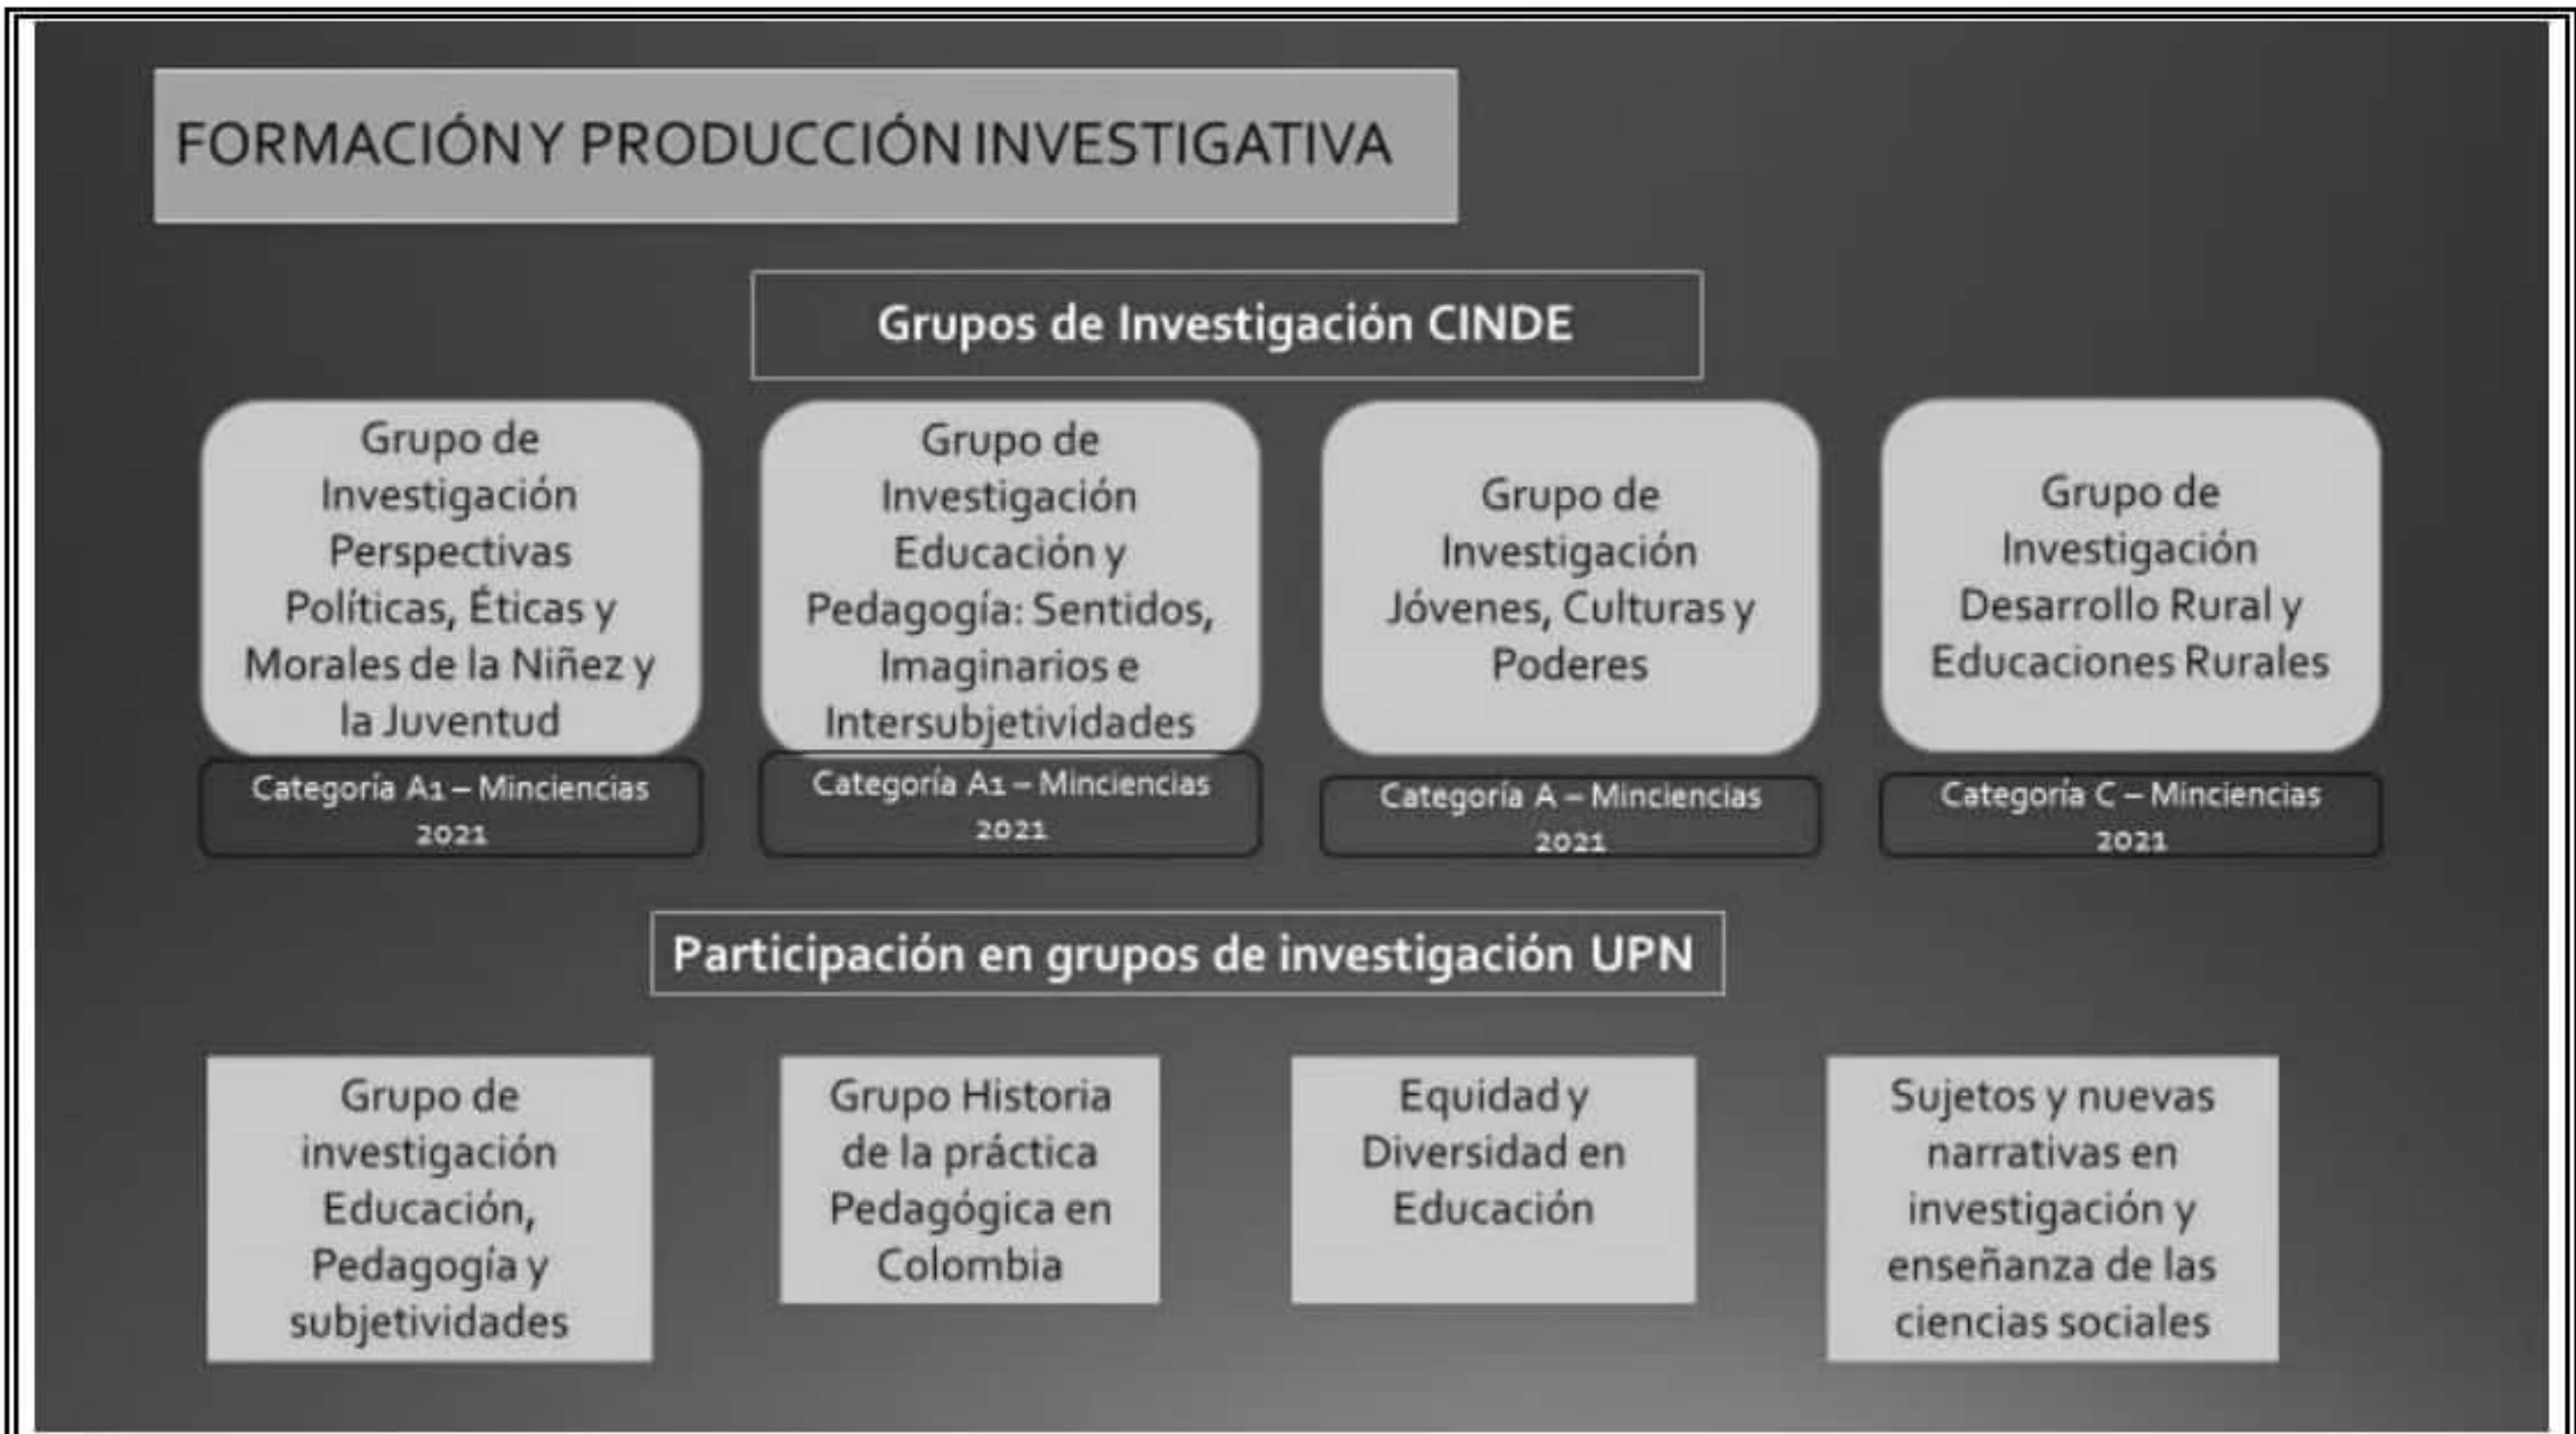 FORMACIÓN Y PRODUCCIÓN INVESTIGATIVA
Grupos de Investigación CINDE
Grupo de
Investigación
Perspectivas
Políticas, Éticas y
Morales de la Niñez y
la Juventud
Categoría A1 – Minciencias
2021
Grupo de
Investigación
Educación y
Pedagogía: Sentidos,
Imaginarios e
Intersubjetividades
Categoría A1 – Minciencias
2021
Grupo de
Investigación
Jóvenes, Culturas y
Poderes
Categoría A – Minciencias
2021
Grupo de
Investigación
Desarrollo Rural y
Educaciones Rurales
Categoría C – Minciencias
2021
Participación en grupos de investigación UPN
Grupo de
investigación
Educación,
Pedagogía y
subjetividades
Grupo Historia
de la práctica
Pedagógica en
Colombia
Equidad y
Diversidad en
Educación
Sujetos y nuevas
narrativas en
investigación y
enseñanza de las
ciencias sociales